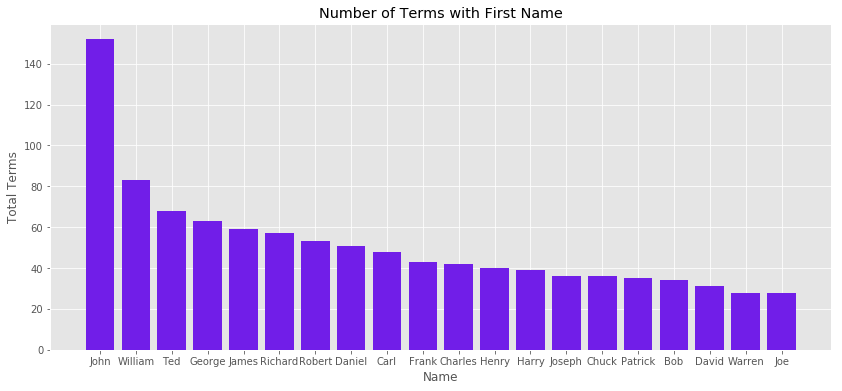 Number of Terms with First Name
Total Terms
140
120
100
80
60
40
20
0
John William Ted George James Richard Robert Daniel Carl Frank Charles Henry Harry Joseph Chuck Patrick Bob David Warren Joe
Name